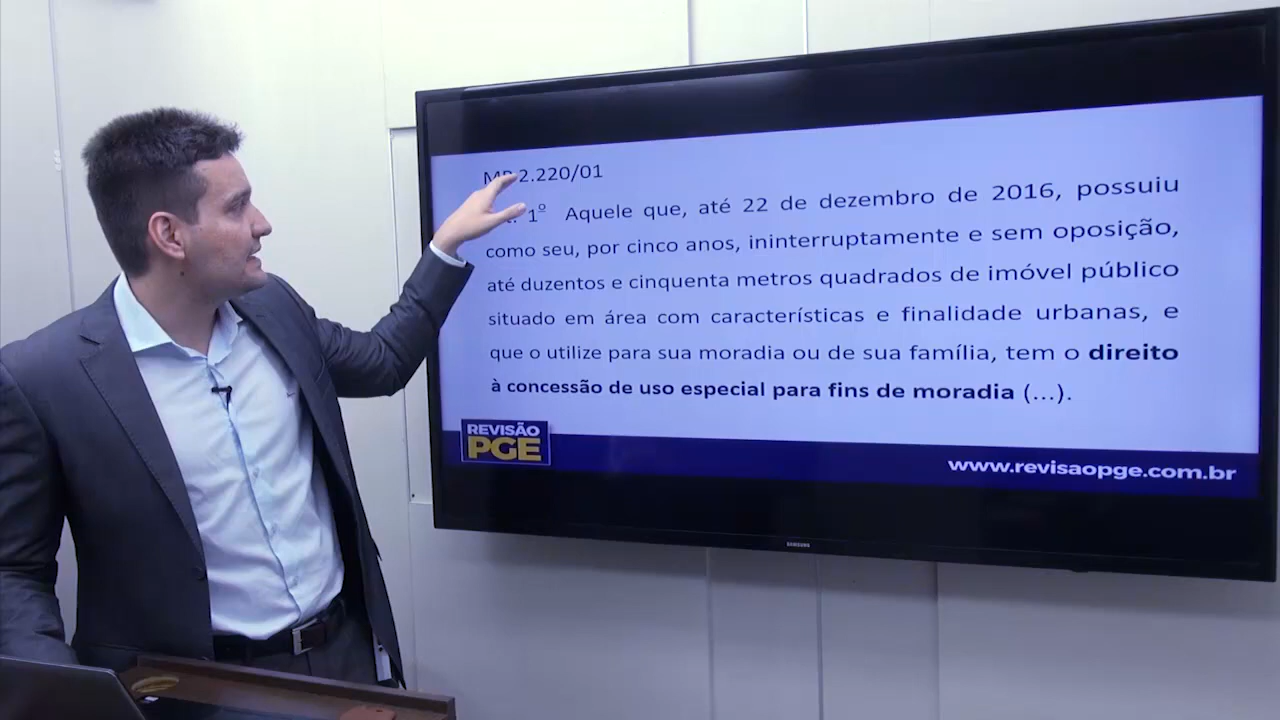 2.220/01
1º Aquele que, até 22 de dezembro de 2016, possuiu
como seu, por cinco anos, ininterruptamente e sem oposição,
até duzentos e cinquenta metros quadrados de imóvel público
situado em área com características e finalidade urbanas, e
que o utilize para sua moradia ou de sua família, tem o direito
à concessão de uso especial para fins de moradia (...).
REVISÃO
PGE
www.revisaopge.com.br
SAMSUNG